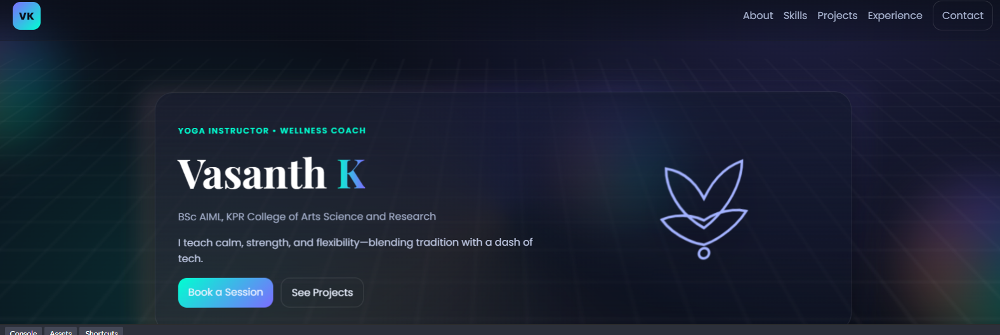 VK
About Skills Projects Experience Contact
YOGA INSTRUCTOR • WELLNESS COACH
Vasanth K
BSc AIML, KPR College of Arts Science and Research
I teach calm, strength, and flexibility—blending tradition with a dash of
tech.
Book a Session See Projects
Console Assets Shortcuts